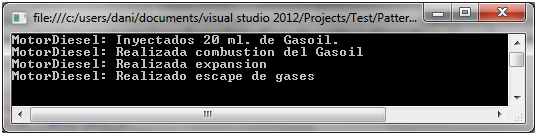 file:///c:/users/dani/documents/visual studio 2012/Projects/Test/Patter...
MotorDiesel: Inyectados 20 ml. de Gasoil.
MotorDiesel: Realizada combustion del Gasoil
MotorDiesel: Realizado expansion
MotorDiesel: Realizado escape de gases